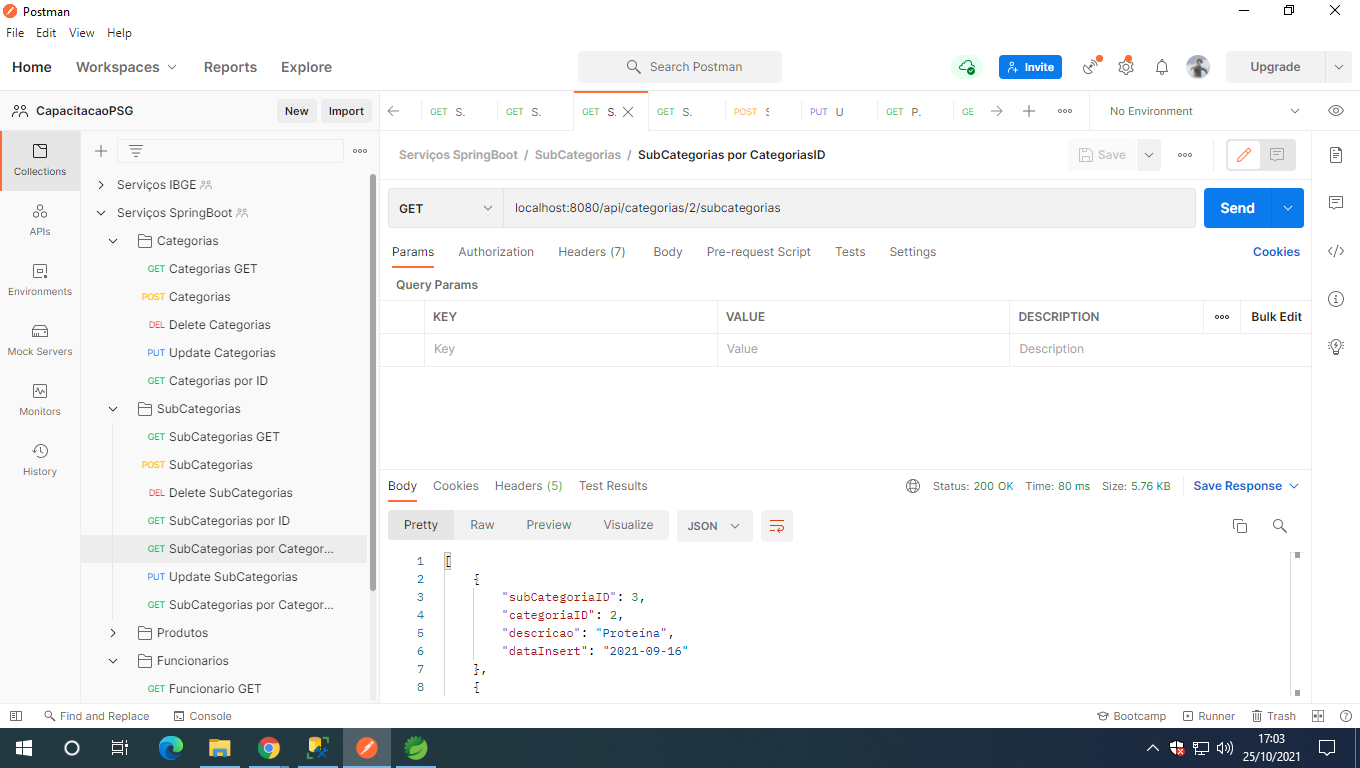 Postman
File Edit View Help
Home Workspaces Reports Explore Search Postman Invite Upgrade
CapacitacaoPSG New Import GET S. GET S. GET S. GET S. POST PUT U GET P. GE No Environment
Collections
APIs
Environments
Mock Servers
Monitors
History
Serviços IBGE
Serviços SpringBoot
Categorias
GET Categorias GET
POST Categorias
DEL Delete Categorias
PUT Update Categorias
GET Categorias por ID
SubCategorias
GET SubCategorias GET
POST SubCategorias
DEL Delete SubCategorias
GET SubCategorias por ID
GET SubCategorias por Categor...
PUT Update SubCategorias
GET SubCategorias por Categor...
Produtos
Funcionarios
GET Funcionario GET
Serviços SpringBoot / SubCategorias / SubCategorias por CategoriasID Save
GET localhost:8080/api/categorias/2/subcategorias Send
Params Authorization Headers (7) Body Pre-request Script Tests Settings Cookies
Query Params
KEY VALUE DESCRIPTION Bulk Edit
Key Value Description
Body Cookies Headers (5) Test Results Status: 200 OK Time: 80 ms Size: 5.76 KB Save Response
Pretty Raw Preview Visualize JSON
1 [
2 {
3 "subCategoriaID": 3,
4 "categoriaID": 2,
5 "descricao": "Proteína",
6 "dataInsert": "2021-09-16"
7 },
8 {
Find and Replace Console Bootcamp Runner Trash
17:03
25/10/2021